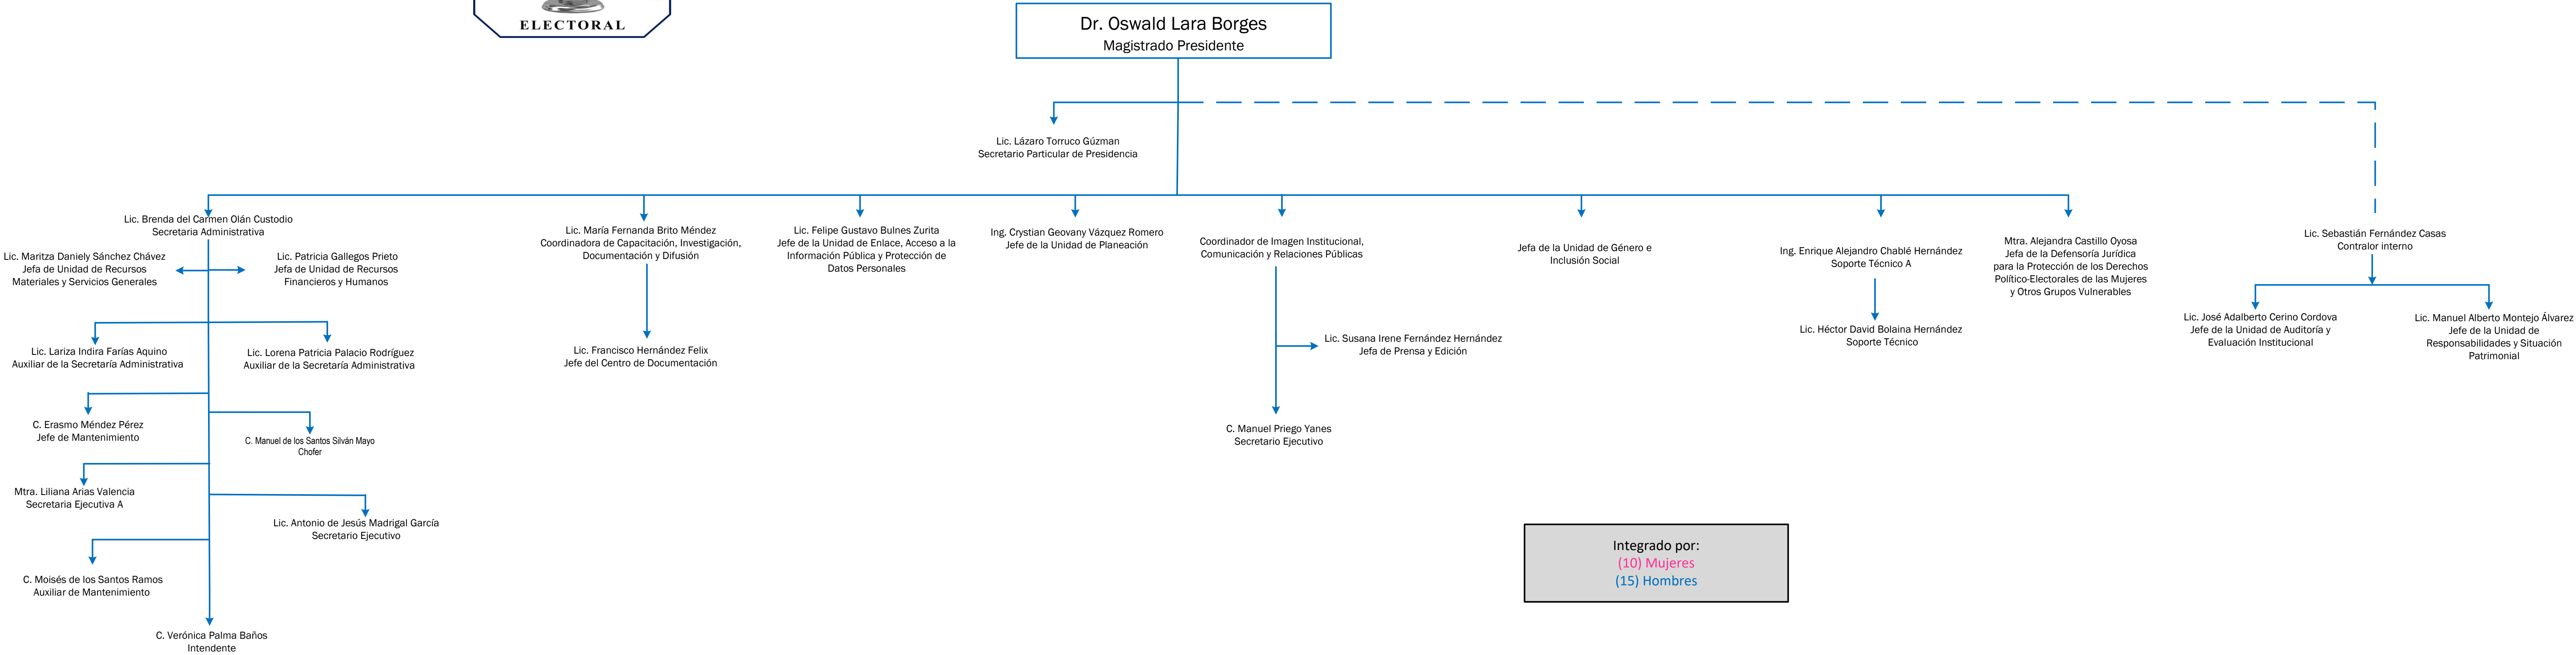 ELECTORAL
Dr. Oswald Lara Borges
Magistrado Presidente
Lic. Lázaro Torruco Gúzman
Secretario Particular de Presidencia
Lic. Brenda del Carmen Olán Custodio
Secretaria Administrativa
Lic. Maritza Daniely Sánchez Chávez
Jefa de Unidad de Recursos
Materiales y Servicios Generales
Lic. Patricia Gallegos Prieto
Jefa de Unidad de Recursos
Financieros y Humanos
Lic. Lariza Indira Farías Aquino
Auxiliar de la Secretaría Administrativa
Lic. Lorena Patricia Palacio Rodríguez
Auxiliar de la Secretaría Administrativa
C. Erasmo Méndez Pérez
Jefe de Mantenimiento
C. Manuel de los Santos Silván Mayo
Chofer
Mtra. Liliana Arias Valencia
Secretaria Ejecutiva A
Lic. Antonio de Jesús Madrigal García
Secretario Ejecutivo
C. Moisés de los Santos Ramos
Auxiliar de Mantenimiento
C. Verónica Palma Baños
Intendente
Lic. María Fernanda Brito Méndez
Coordinadora de Capacitación, Investigación,
Documentación y Difusión
Lic. Francisco Hernández Felix
Jefe del Centro de Documentación
Lic. Felipe Gustavo Bulnes Zurita
Jefe de la Unidad de Enlace, Acceso a la
Información Pública y Protección de
Datos Personales
Ing. Crystian Geovany Vázquez Romero
Jefe de la Unidad de Planeación
Coordinador de Imagen Institucional,
Comunicación y Relaciones Públicas
Lic. Susana Irene Fernández Hernández
Jefa de Prensa y Edición
C. Manuel Priego Yanes
Secretario Ejecutivo
Jefa de la Unidad de Género e
Inclusión Social
Ing. Enrique Alejandro Chablé Hernández
Soporte Técnico A
Lic. Héctor David Bolaina Hernández
Soporte Técnico
Mtra. Alejandra Castillo Oyosa
Jefa de la Defensoría Jurídica
para la Protección de los Derechos
Político-Electorales de las Mujeres
y Otros Grupos Vulnerables
Lic. Sebastián Fernández Casas
Contralor interno
Lic. José Adalberto Cerino Cordova
Jefe de la Unidad de Auditoría y
Evaluación Institucional
Lic. Manuel Alberto Montejo Álvarez
Jefe de la Unidad de
Responsabilidades y Situación
Patrimonial
Integrado por:
(10) Mujeres
(15) Hombres